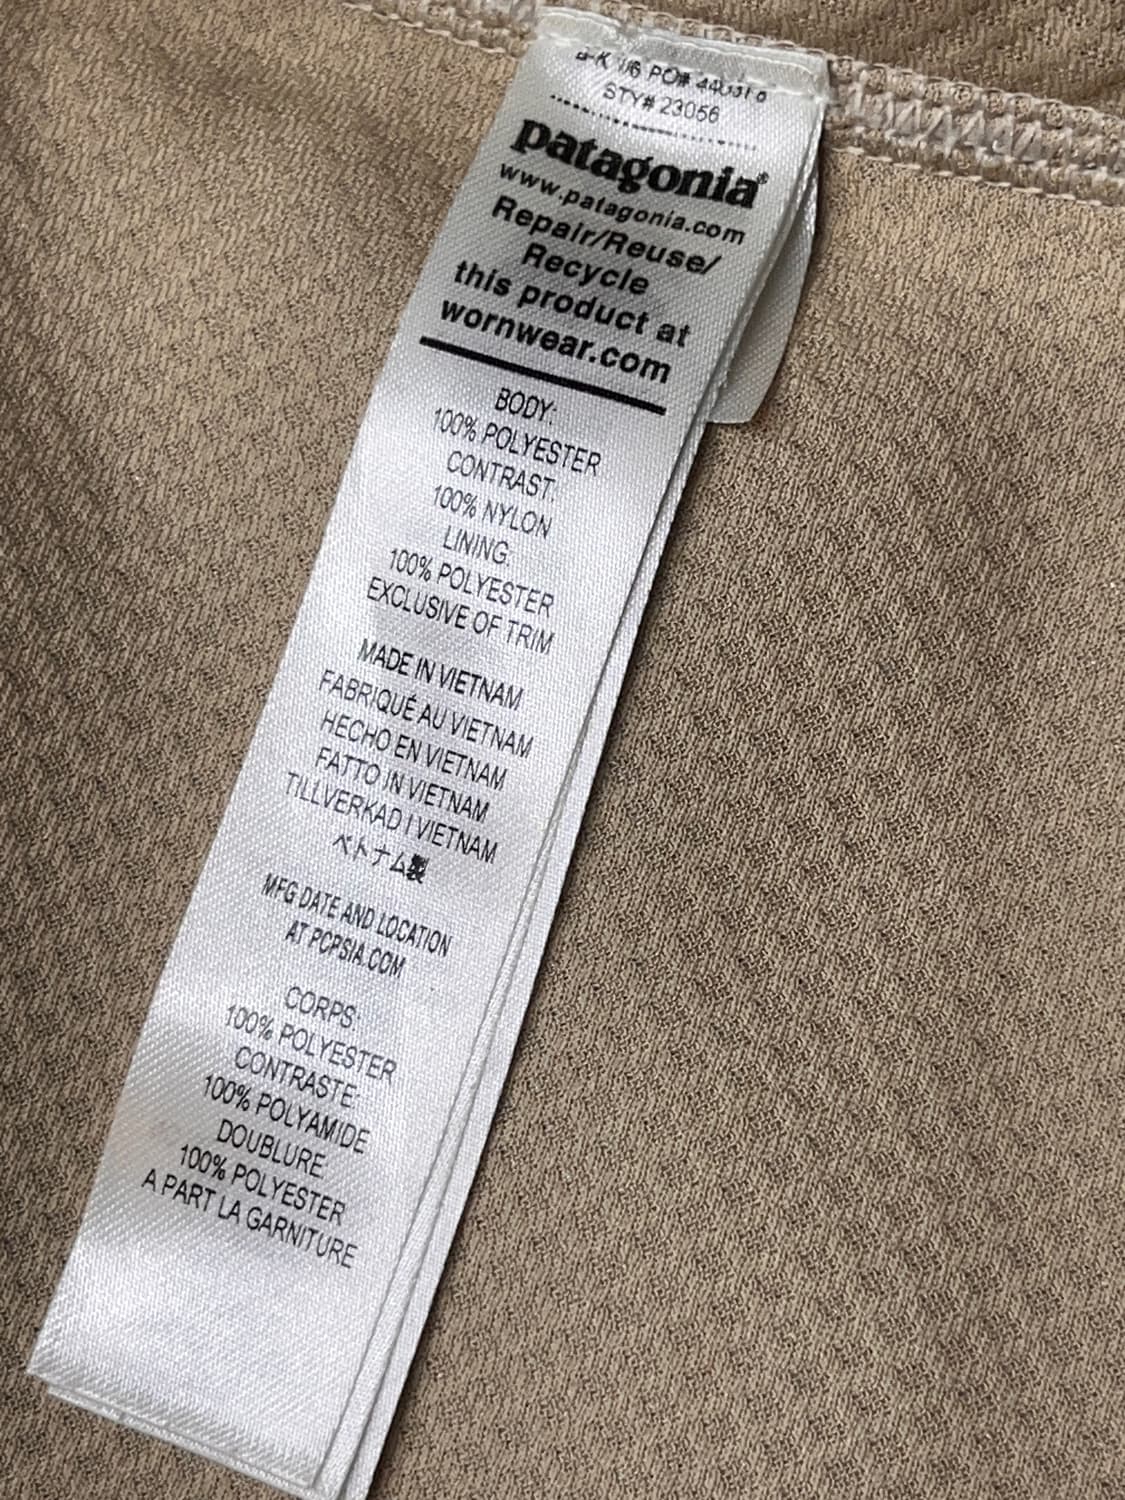 PO#
STY# 23056
patagonia®
www.patagonia.com
Repair/Reuse/
Recycle
this product at
wornwear.com
BODY:
100% POLYESTER
CONTRAST:
100% NYLON
LINING:
100% POLYESTER
EXCLUSIVE OF TRIM
MADE IN VIETNAM
FABRIQUÉ AU VIETNAM
HECHO EN VIETNAM
FATTO IN VIETNAM
TILLVERKAD I VIETNAM
ベトナム製
MFG DATE AND LOCATION
AT PCPSIA.COM
CORPS:
100% POLYESTER
CONTRASTE:
100% POLYAMIDE
DOUBLURE:
100% POLYESTER
A PART LA GARNITURE